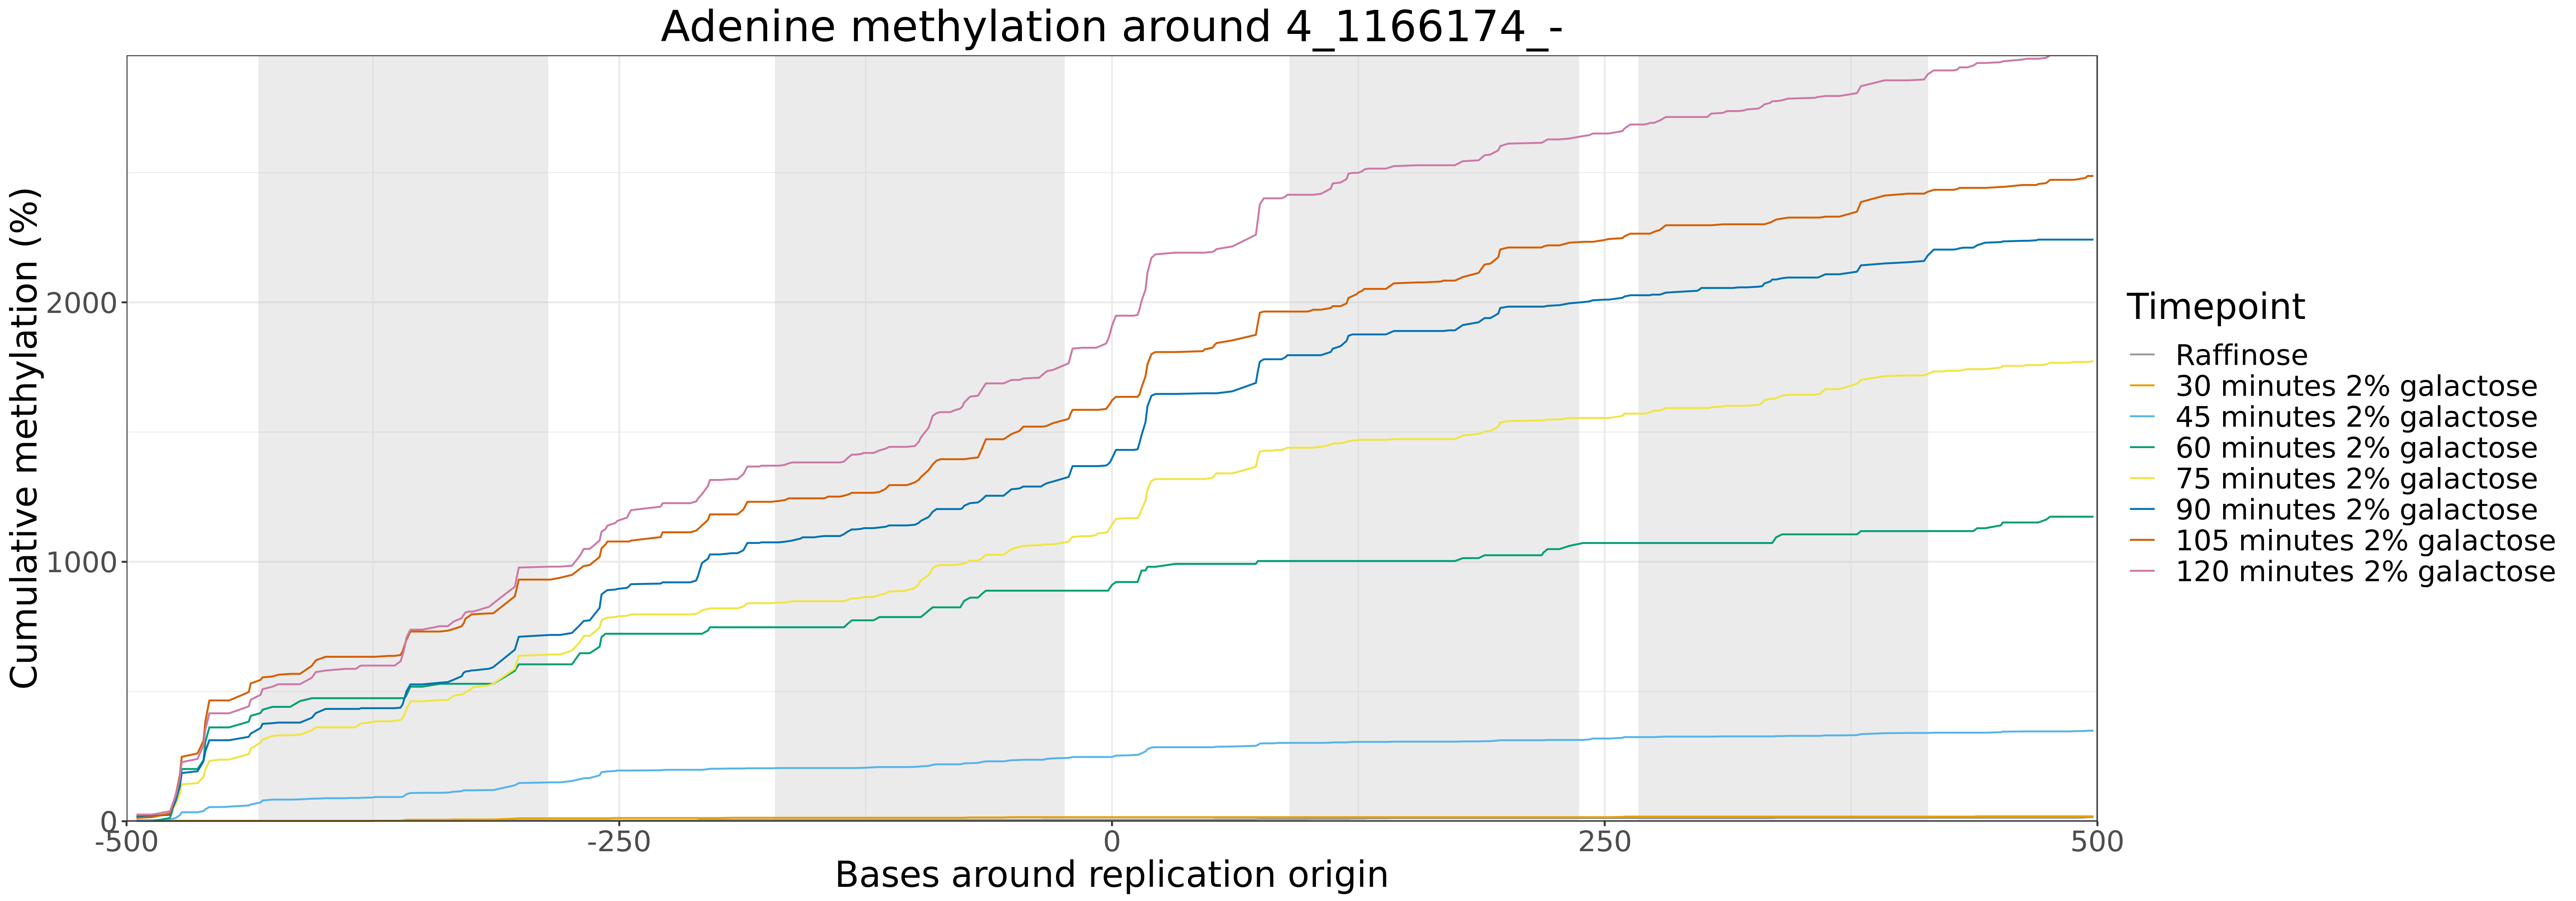 Adenine methylation around 4_1166174_-
Cumulative methylation (%)
2000
1000
0
-500
-250
0
250
500
Bases around replication origin
Timepoint
Raffinose
30 minutes 2% galactose
45 minutes 2% galactose
60 minutes 2% galactose
75 minutes 2% galactose
90 minutes 2% galactose
105 minutes 2% galactose
120 minutes 2% galactose